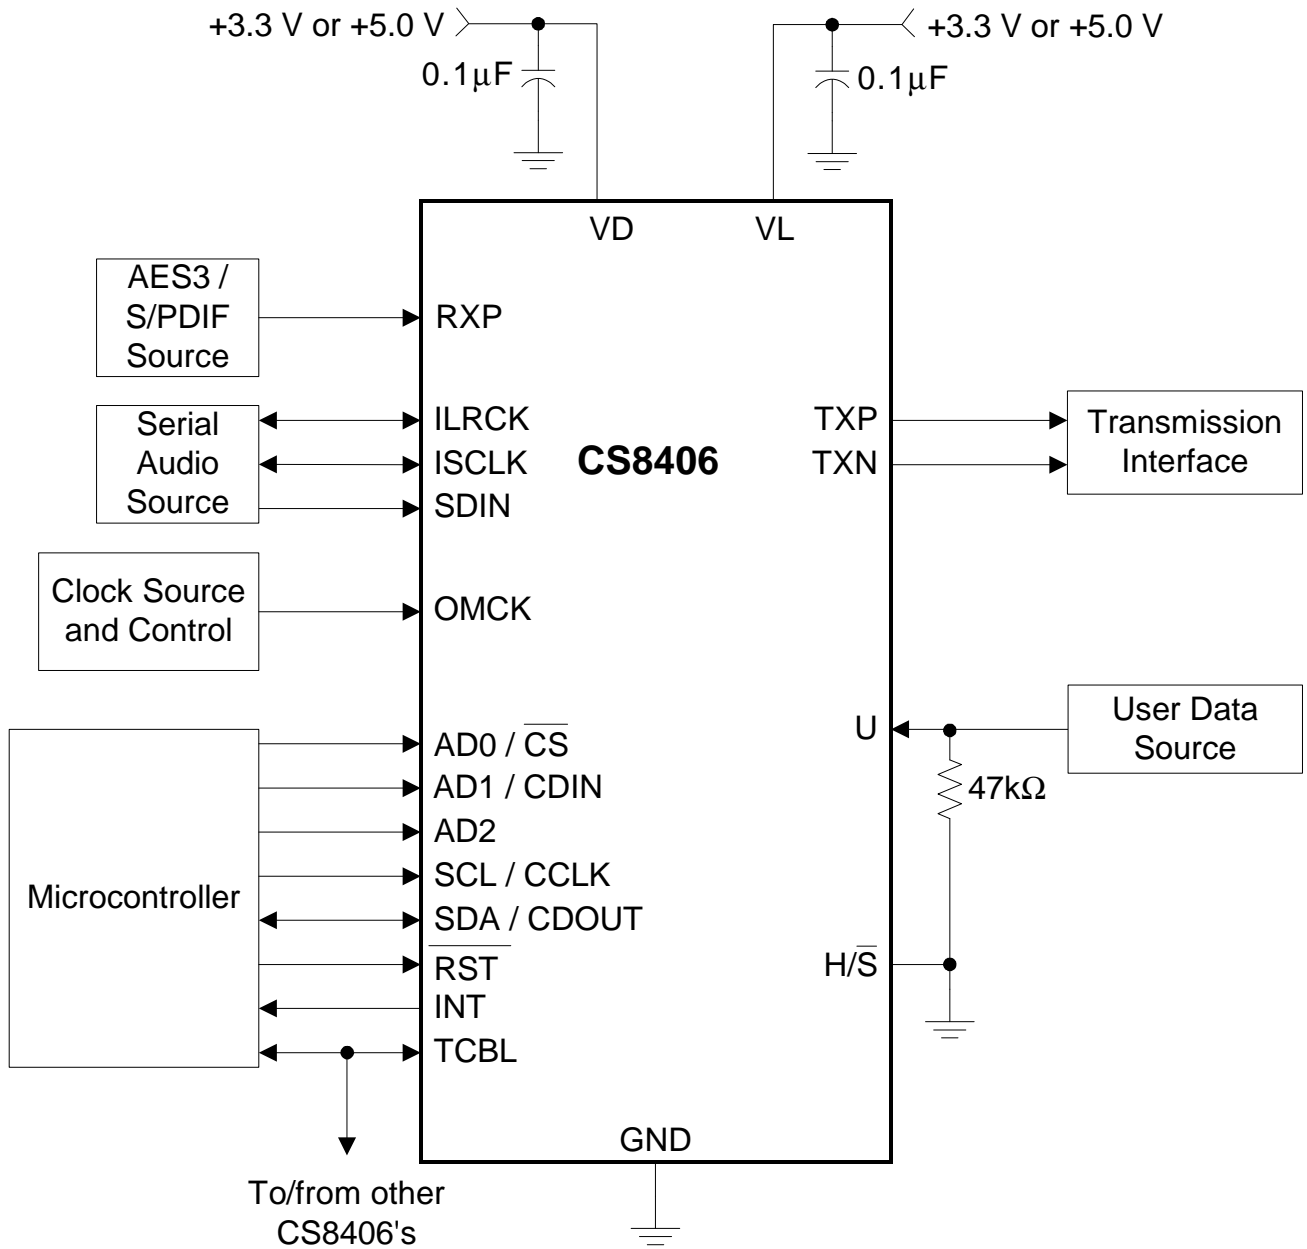 +3.3 V or +5.0 V
+3.3 V or +5.0 V
0.1µF
0.1µF
VD
VL
AES3 /
S/PDIF
Source
RXP
Serial
Audio
Source
ILRCK
ISCLK
SDIN
CS8406
TXP
TXN
Transmission
Interface
Clock Source
and Control
OMCK
U
User Data
Source
47kΩ
Microcontroller
AD0 / C̅S̅
AD1 / CDIN
AD2
SCL / CCLK
SDA / CDOUT
R̅S̅T̅
INT
TCBL
H/S̅
GND
To/from other
CS8406's